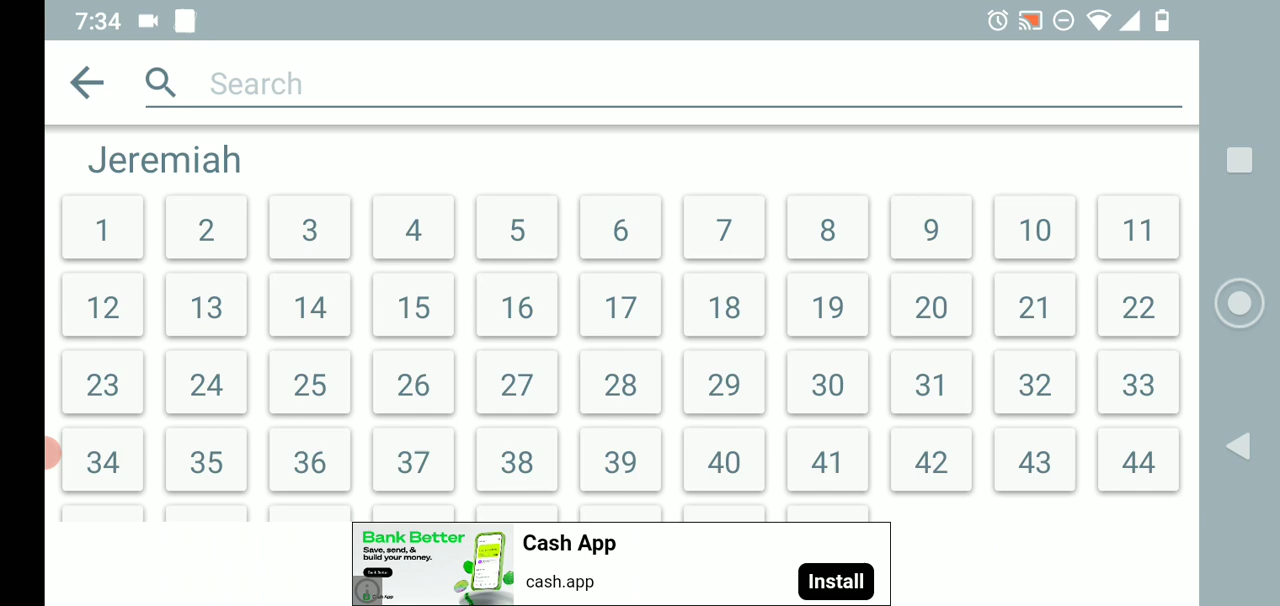 7:34
Search
Jeremiah
1 2 3 4 5 6 7 8 9 10 11
12 13 14 15 16 17 18 19 20 21 22
23 24 25 26 27 28 29 30 31 32 33
34 35 36 37 38 39 40 41 42 43 44
Bank Better
Save, send, &
build your money.
Cash App
cash.app
Install